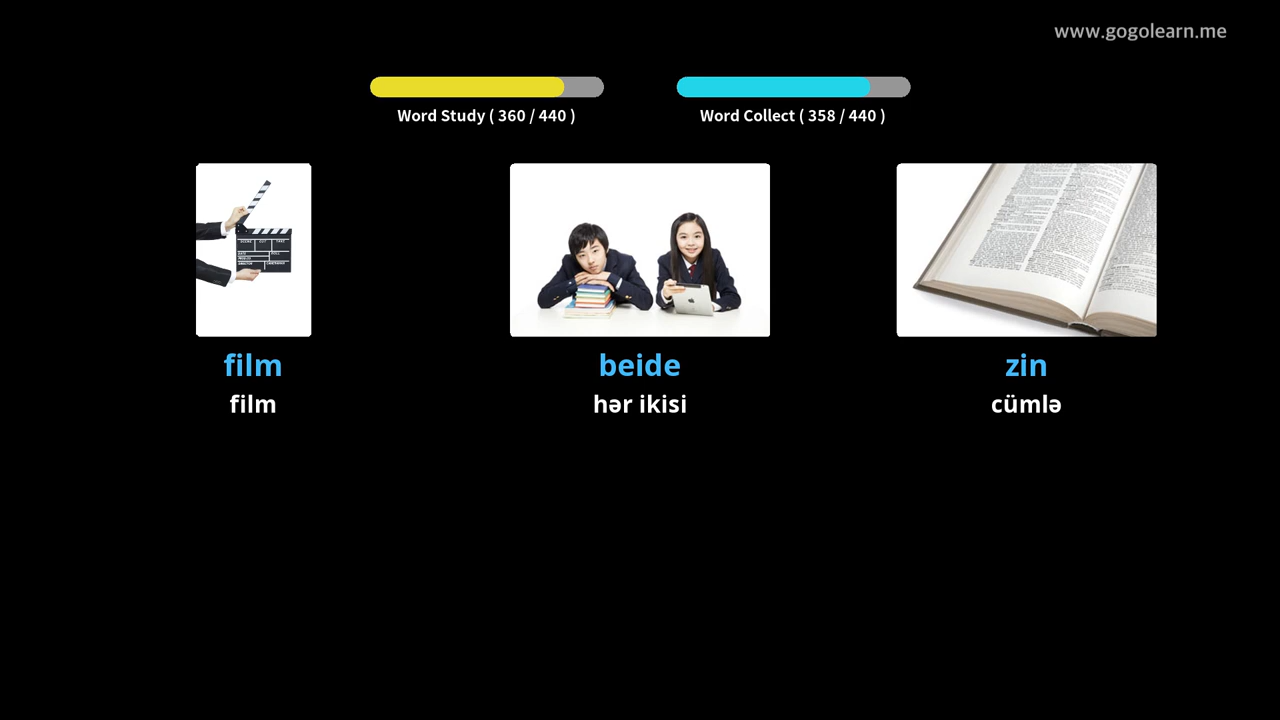 www.gogolearn.me
Word Study ( 360 / 440 )
Word Collect ( 358 / 440 )
film
film
beide
hər ikisi
zin
cümlə